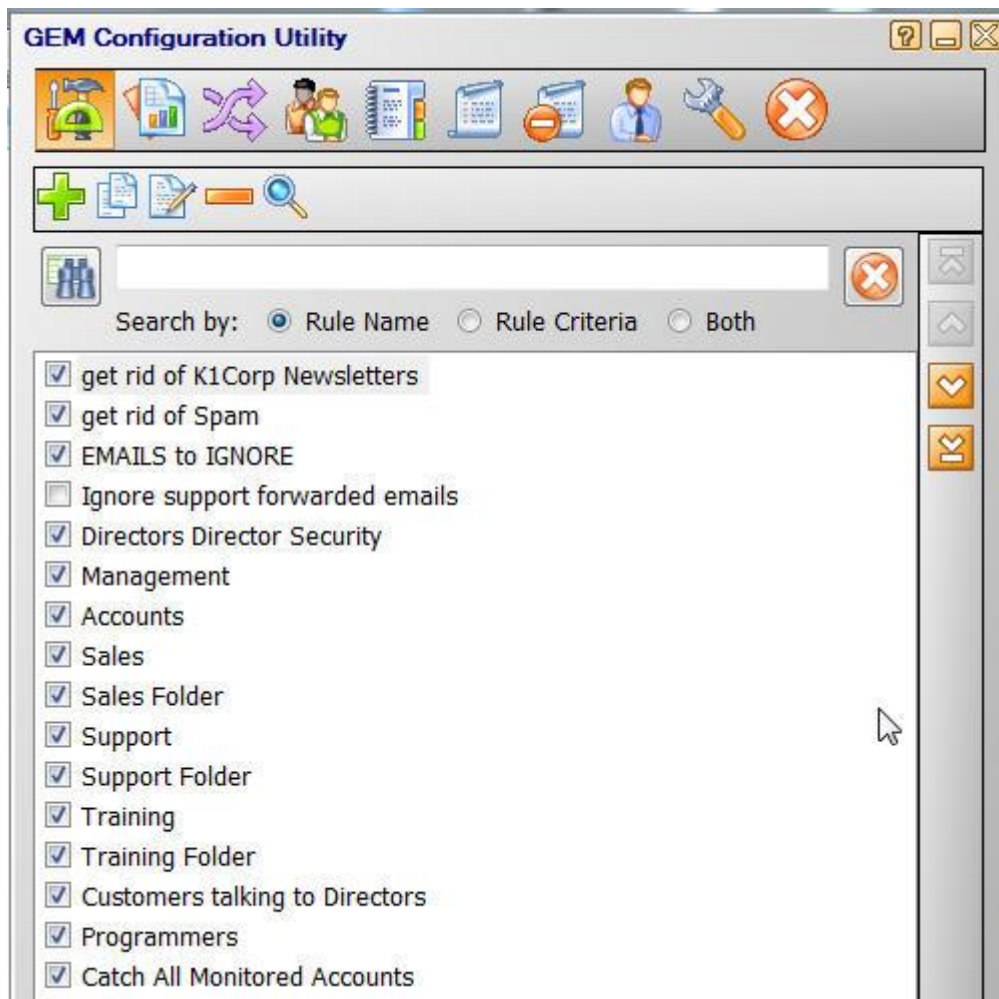 GEM Configuration Utility
Search by: Rule Name Rule Criteria Both
get rid of K1Corp Newsletters
get rid of Spam
EMAILS to IGNORE
Ignore support forwarded emails
Directors Director Security
Management
Accounts
Sales
Sales Folder
Support
Support Folder
Training
Training Folder
Customers talking to Directors
Programmers
Catch All Monitored Accounts